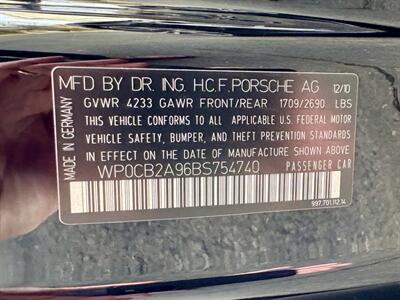 MFD BY DR. ING. H.C.F. PORSCHE AG 12/10
GVWR 4233 GAWR FRONT/REAR 1709/2690 LBS
THIS VEHICLE CONFORMS TO ALL APPLICABLE U.S. FEDERAL MOTOR
VEHICLE SAFETY, BUMPER, AND THEFT PREVENTION STANDARDS
IN EFFECT ON THE DATE OF MANUFACTURE SHOWN ABOVE.
WP0CB2A96BS754740 PASSENGER CAR
997.701.112.14
MADE IN GERMANY